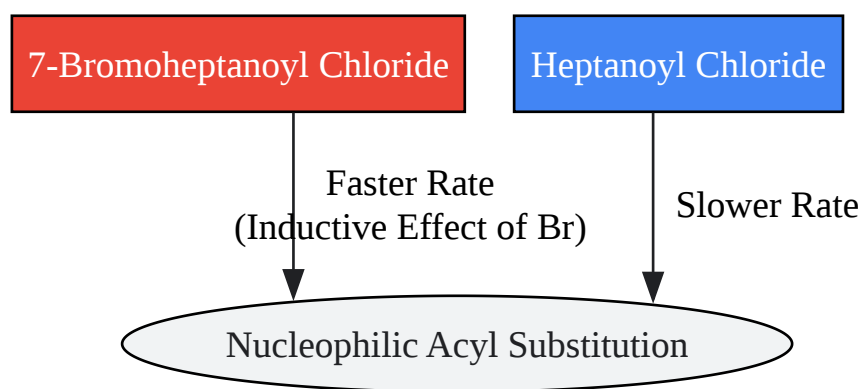 7-Bromoheptanoyl Chloride
Heptanoyl Chloride
Faster Rate
(Inductive Effect of Br)
Slower Rate
Nucleophilic Acyl Substitution